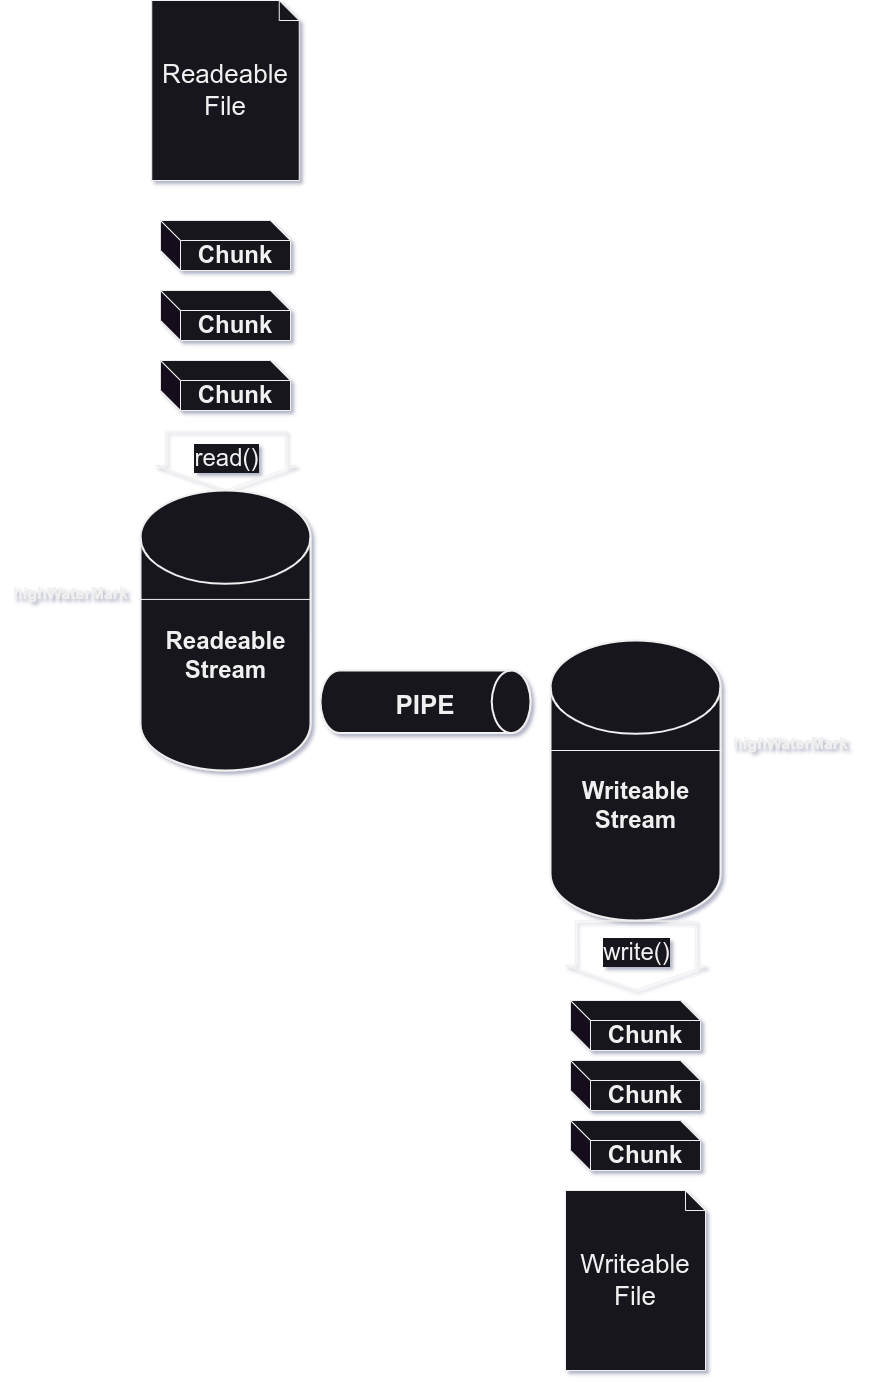 Readeable
File
Chunk
Chunk
Chunk
read()
highWaterMark
Readeable
Stream
PIPE
highWaterMark
Writeable
Stream
write()
Chunk
Chunk
Chunk
Writeable
File